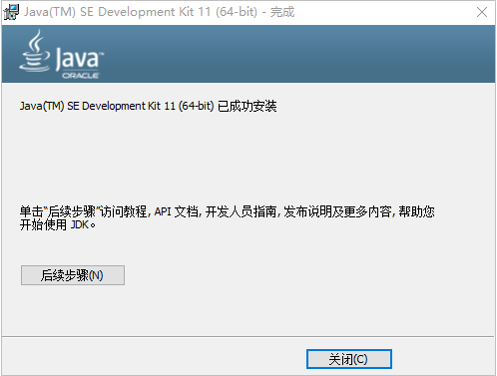 Java(TM) SE Development Kit 11 (64-bit) - 完成
Java™
ORACLE
Java(TM) SE Development Kit 11 (64-bit) 已成功安装
单击“后续步骤”访问教程, API 文档, 开发人员指南, 发布说明及更多内容, 帮助您
开始使用 JDK。
后续步骤(N)
关闭(C)